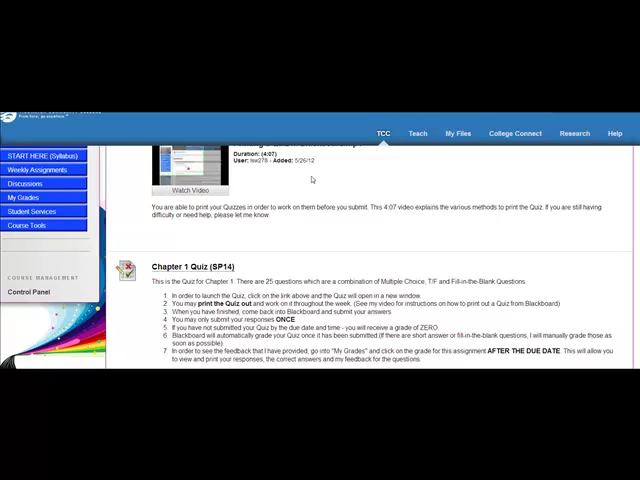 From here, go anywhere.™
TCC Teach My Files College Connect Research Help
START HERE (Syllabus)
Weekly Assignments
Discussions
My Grades
Student Services
Course Tools
COURSE MANAGEMENT
Control Panel
Duration: (4:07)
User: isw278 - Added: 5/26/12
Watch Video
You are able to print your Quizzes in order to work on them before you submit. This 4:07 video explains the various methods to print the Quiz. If you are still having
difficulty or need help, please let me know
Chapter 1 Quiz (SP14)
This is the Quiz for Chapter 1. There are 25 questions which are a combination of Multiple Choice, T/F and Fill-in-the-Blank Questions.
1. In order to launch the Quiz, click on the link above and the Quiz will open in a new window.
2. You may print the Quiz out and work on it throughout the week. (See my video for instructions on how to print out a Quiz from Blackboard)
3. When you have finished, come back into Blackboard and submit your answers.
4. You may only submit your responses ONCE
5. If you have not submitted your Quiz by the due date and time - you will receive a grade of ZERO.
6. Blackboard will automatically grade your Quiz once it has been submitted (If there are short answer or fill-in-the-blank questions, I will manually grade those as
soon as possible)
7. In order to see the feedback that I have provided, go into "My Grades" and click on the grade for this assignment AFTER THE DUE DATE. This will allow you
to view and print your responses, the correct answers and my feedback for the questions.